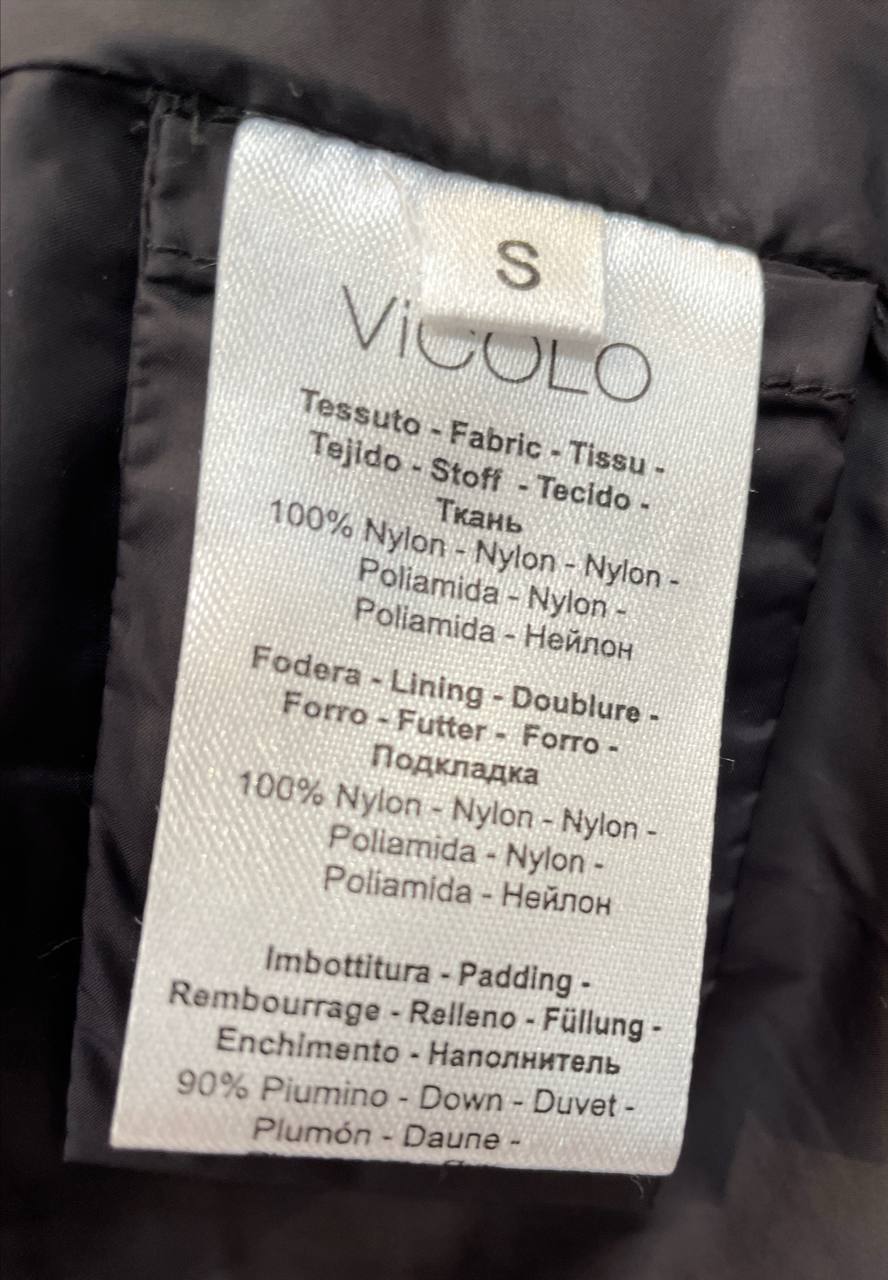 S
ViCOLO
Tessuto - Fabric - Tissu -
Tejido - Stoff - Tecido -
Ткань
100% Nylon - Nylon - Nylon -
Poliamida - Nylon -
Poliamida - Нейлон
Fodera - Lining - Doublure -
Forro - Futter - Forro -
Подкладка
100% Nylon - Nylon - Nylon -
Poliamida - Nylon -
Poliamida - Нейлон
Imbottitura - Padding -
Rembourrage - Relleno - Füllung -
Enchimento - Наполнитель
90% Piumino - Down - Duvet -
Plumón - Daune -